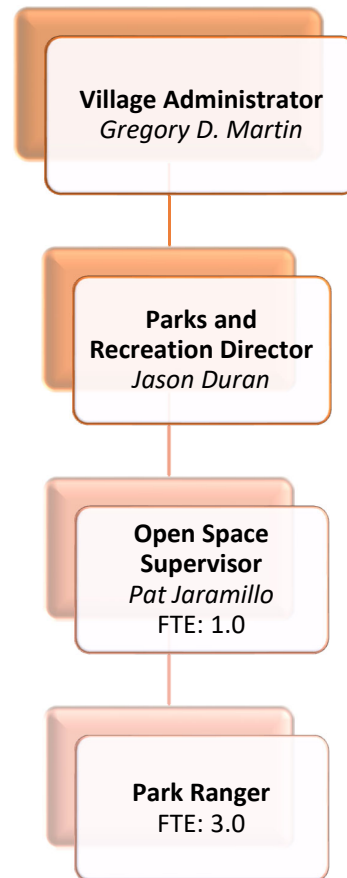 Village Administrator
Gregory D. Martin
Parks and
Recreation Director
Jason Duran
Open Space
Supervisor
Pat Jaramillo
FTE: 1.0
Park Ranger
FTE: 3.0